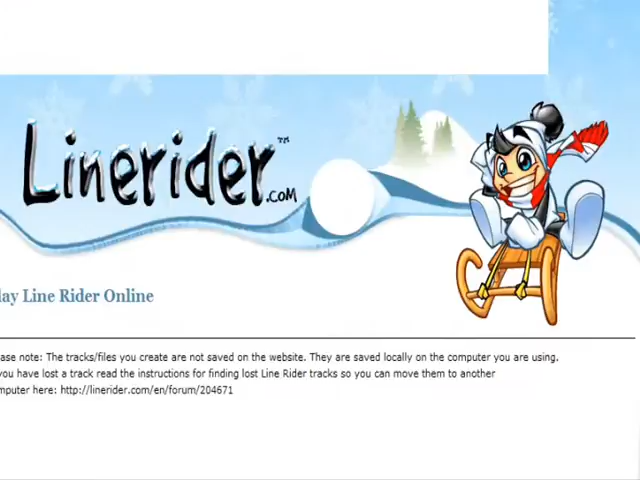 Linerider.com™
lay Line Rider Online
ase note: The tracks/files you create are not saved on the website. They are saved locally on the computer you are using.
you have lost a track read the instructions for finding lost Line Rider tracks so you can move them to another
mputer here: http://linerider.com/en/forum/204671